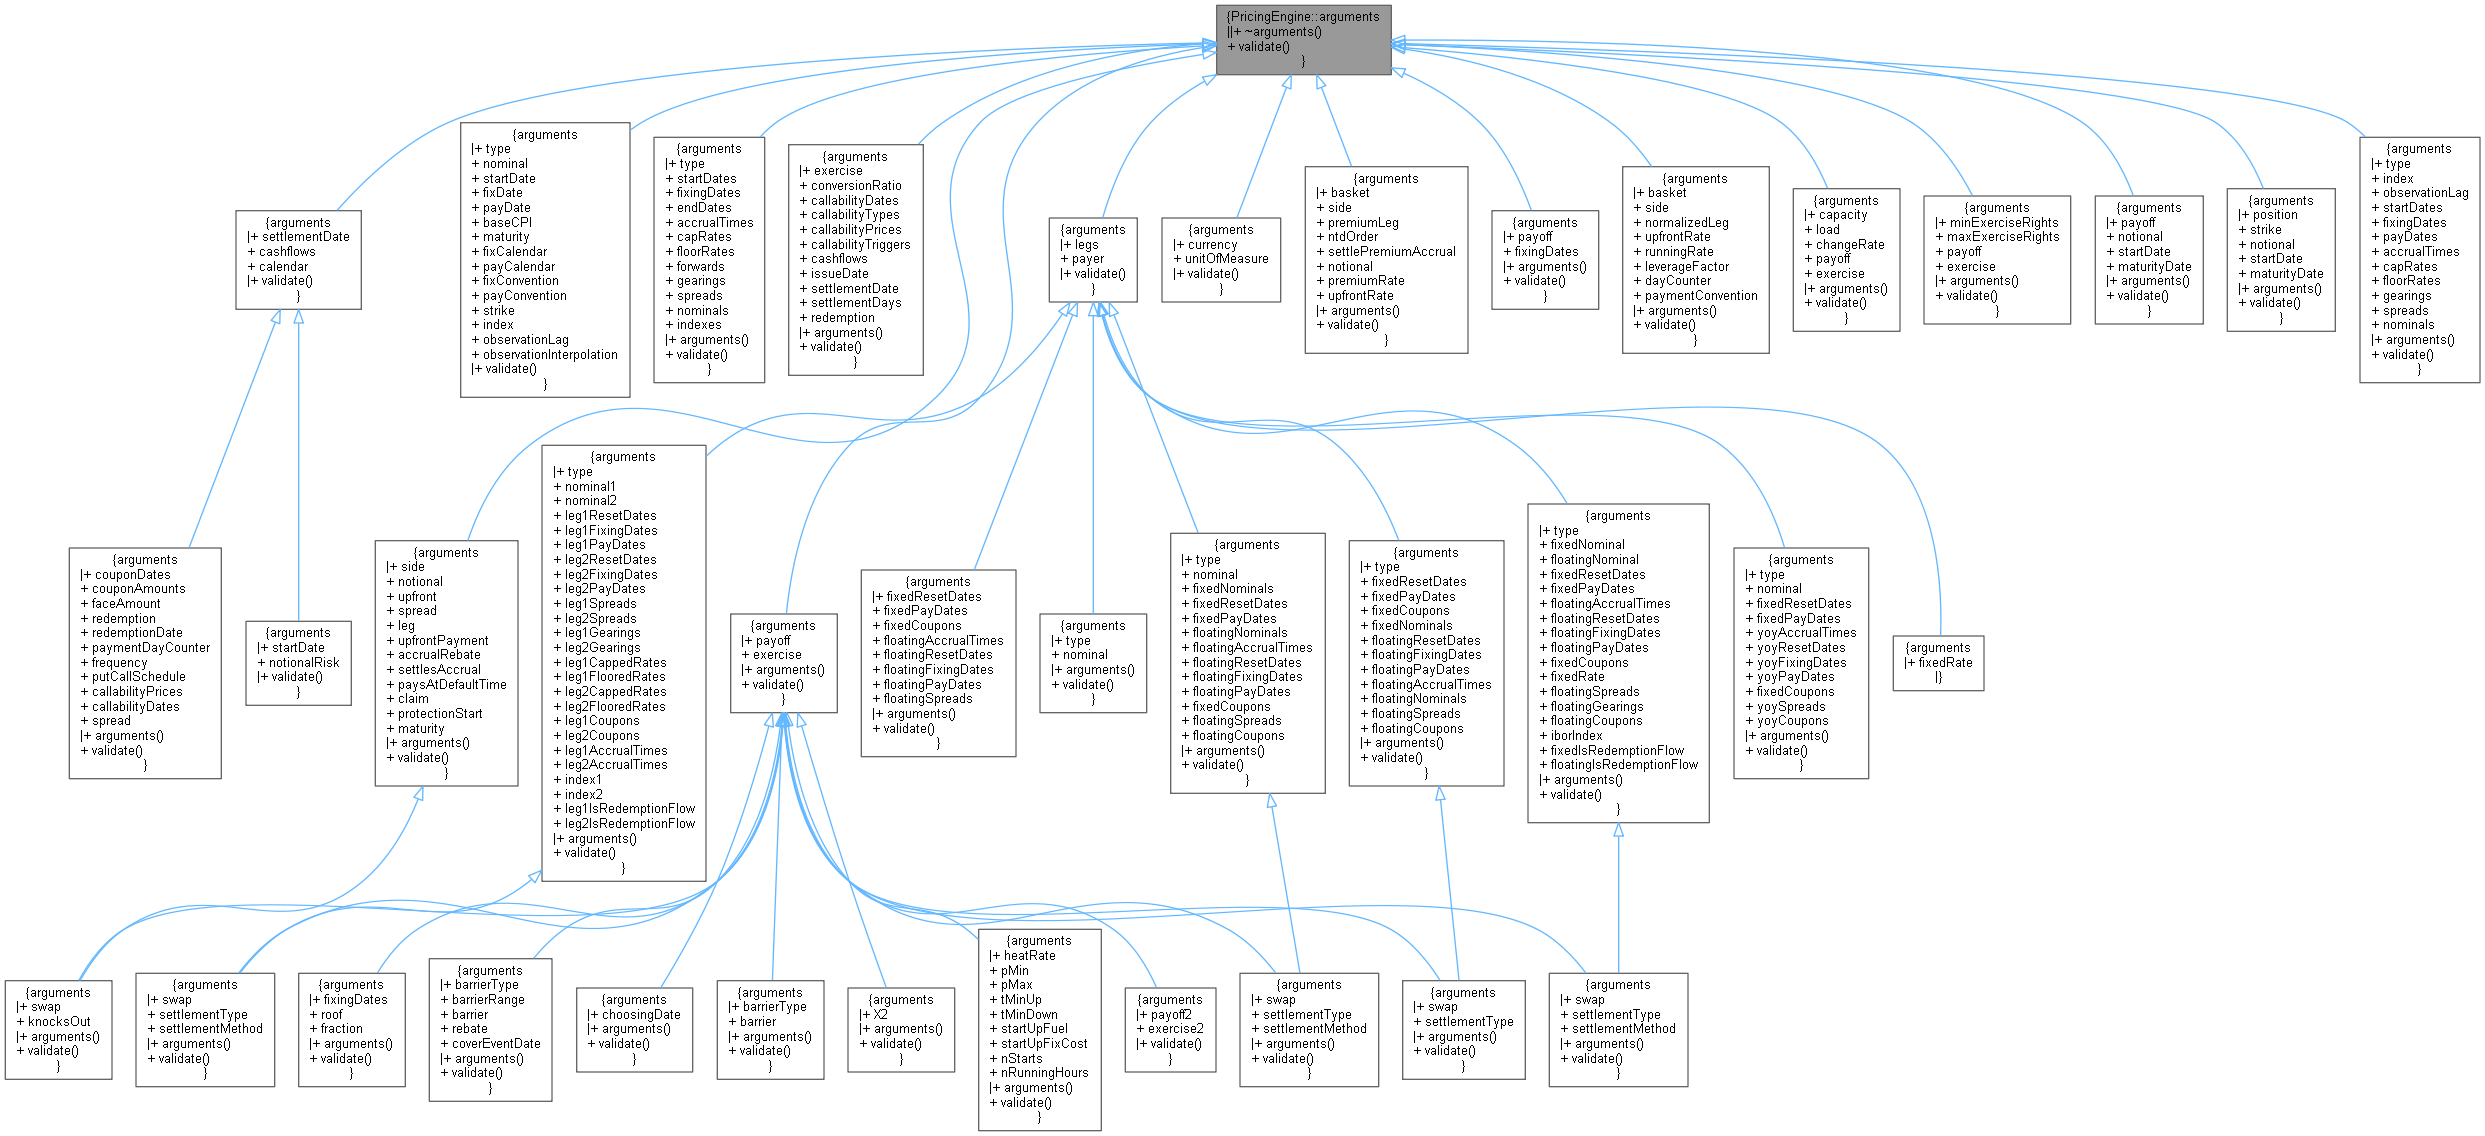 {PricingEngine::arguments
||+ ~arguments()
+ validate()
}
{arguments
|+ settlementDate
+ cashflows
+ calendar
|+ validate()
}
{arguments
|+ type
+ nominal
+ startDate
+ fixDate
+ payDate
+ baseCPI
+ maturity
+ fixCalendar
+ payCalendar
+ fixConvention
+ payConvention
+ strike
+ index
+ observationLag
+ observationInterpolation
|+ validate()
}
{arguments
|+ type
+ startDates
+ fixingDates
+ endDates
+ accrualTimes
+ capRates
+ floorRates
+ forwards
+ gearings
+ spreads
+ nominals
+ indexes
|+ arguments()
+ validate()
}
{arguments
|+ exercise
+ conversionRatio
+ callabilityDates
+ callabilityTypes
+ callabilityPrices
+ callabilityTriggers
+ cashflows
+ issueDate
+ settlementDate
+ settlementDays
+ redemption
|+ arguments()
+ validate()
}
{arguments
|+ legs
+ payer
|+ validate()
}
{arguments
|+ currency
+ unitOfMeasure
|+ validate()
}
{arguments
|+ basket
+ side
+ premiumLeg
+ ntdOrder
+ settlePremiumAccrual
+ notional
+ premiumRate
+ upfrontRate
|+ arguments()
+ validate()
}
{arguments
|+ payoff
+ fixingDates
|+ arguments()
+ validate()
}
{arguments
|+ basket
+ side
+ normalizedLeg
+ upfrontRate
+ runningRate
+ leverageFactor
+ dayCounter
+ paymentConvention
|+ arguments()
+ validate()
}
{arguments
|+ capacity
+ load
+ changeRate
+ payoff
+ exercise
|+ arguments()
+ validate()
}
{arguments
|+ minExerciseRights
+ maxExerciseRights
+ payoff
+ exercise
|+ arguments()
+ validate()
}
{arguments
|+ payoff
+ notional
+ startDate
+ maturityDate
|+ arguments()
+ validate()
}
{arguments
|+ position
+ strike
+ notional
+ startDate
+ maturityDate
|+ arguments()
+ validate()
}
{arguments
|+ type
+ index
+ observationLag
+ startDates
+ fixingDates
+ payDates
+ accrualTimes
+ capRates
+ floorRates
+ gearings
+ spreads
+ nominals
|+ arguments()
+ validate()
}
{arguments
|+ couponDates
+ couponAmounts
+ faceAmount
+ redemption
+ redemptionDate
+ paymentDayCounter
+ frequency
+ putCallSchedule
+ callabilityPrices
+ callabilityDates
+ spread
|+ arguments()
+ validate()
}
{arguments
|+ startDate
+ notionalRisk
|+ validate()
}
{arguments
|+ side
+ notional
+ upfront
+ spread
+ leg
+ upfrontPayment
+ accrualRebate
+ settlesAccrual
+ paysAtDefaultTime
+ claim
+ protectionStart
+ maturity
|+ arguments()
+ validate()
}
{arguments
|+ type
+ nominal1
+ nominal2
+ leg1ResetDates
+ leg1FixingDates
+ leg1PayDates
+ leg2ResetDates
+ leg2FixingDates
+ leg2PayDates
+ leg1Spreads
+ leg2Spreads
+ leg1Gearings
+ leg2Gearings
+ leg1CappedRates
+ leg1FlooredRates
+ leg2CappedRates
+ leg2FlooredRates
+ leg1Coupons
+ leg2Coupons
+ leg1AccrualTimes
+ leg2AccrualTimes
+ index1
+ index2
+ leg1IsRedemptionFlow
+ leg2IsRedemptionFlow
|+ arguments()
+ validate()
}
{arguments
|+ payoff
+ exercise
|+ arguments()
+ validate()
}
{arguments
|+ fixedResetDates
+ fixedPayDates
+ fixedCoupons
+ floatingAccrualTimes
+ floatingResetDates
+ floatingFixingDates
+ floatingPayDates
+ floatingSpreads
|+ arguments()
+ validate()
}
{arguments
|+ type
+ nominal
|+ arguments()
+ validate()
}
{arguments
|+ type
+ nominal
+ fixedNominals
+ fixedResetDates
+ fixedPayDates
+ floatingNominals
+ floatingAccrualTimes
+ floatingResetDates
+ floatingFixingDates
+ floatingPayDates
+ fixedCoupons
+ floatingSpreads
+ floatingCoupons
|+ arguments()
+ validate()
}
{arguments
|+ type
+ fixedResetDates
+ fixedPayDates
+ fixedCoupons
+ fixedNominals
+ floatingResetDates
+ floatingFixingDates
+ floatingPayDates
+ floatingAccrualTimes
+ floatingNominals
+ floatingSpreads
+ floatingCoupons
|+ arguments()
+ validate()
}
{arguments
|+ type
+ fixedNominal
+ floatingNominal
+ fixedResetDates
+ fixedPayDates
+ floatingAccrualTimes
+ floatingResetDates
+ floatingFixingDates
+ floatingPayDates
+ fixedCoupons
+ fixedRate
+ floatingSpreads
+ floatingGearings
+ floatingCoupons
+ iborIndex
+ fixedIsRedemptionFlow
+ floatingIsRedemptionFlow
|+ arguments()
+ validate()
}
{arguments
|+ type
+ nominal
+ fixedResetDates
+ fixedPayDates
+ yoyAccrualTimes
+ yoyResetDates
+ yoyFixingDates
+ yoyPayDates
+ fixedCoupons
+ yoySpreads
+ yoyCoupons
|+ arguments()
+ validate()
}
{arguments
|+ fixedRate
|}
{arguments
|+ swap
+ knocksOut
|+ arguments()
+ validate()
}
{arguments
|+ swap
+ settlementType
+ settlementMethod
|+ arguments()
+ validate()
}
{arguments
|+ fixingDates
+ roof
+ fraction
|+ arguments()
+ validate()
}
{arguments
|+ barrierType
+ barrierRange
+ barrier
+ rebate
+ coverEventDate
|+ arguments()
+ validate()
}
{arguments
|+ choosingDate
|+ arguments()
+ validate()
}
{arguments
|+ barrierType
+ barrier
|+ arguments()
+ validate()
}
{arguments
|+ X2
|+ arguments()
+ validate()
}
{arguments
|+ heatRate
+ pMin
+ pMax
+ tMinUp
+ tMinDown
+ startUpFuel
+ startUpFixCost
+ nStarts
+ nRunningHours
|+ arguments()
+ validate()
}
{arguments
|+ payoff2
+ exercise2
|+ validate()
}
{arguments
|+ swap
+ settlementType
+ settlementMethod
|+ arguments()
+ validate()
}
{arguments
|+ swap
+ settlementType
|+ arguments()
+ validate()
}
{arguments
|+ swap
+ settlementType
+ settlementMethod
|+ arguments()
+ validate()
}